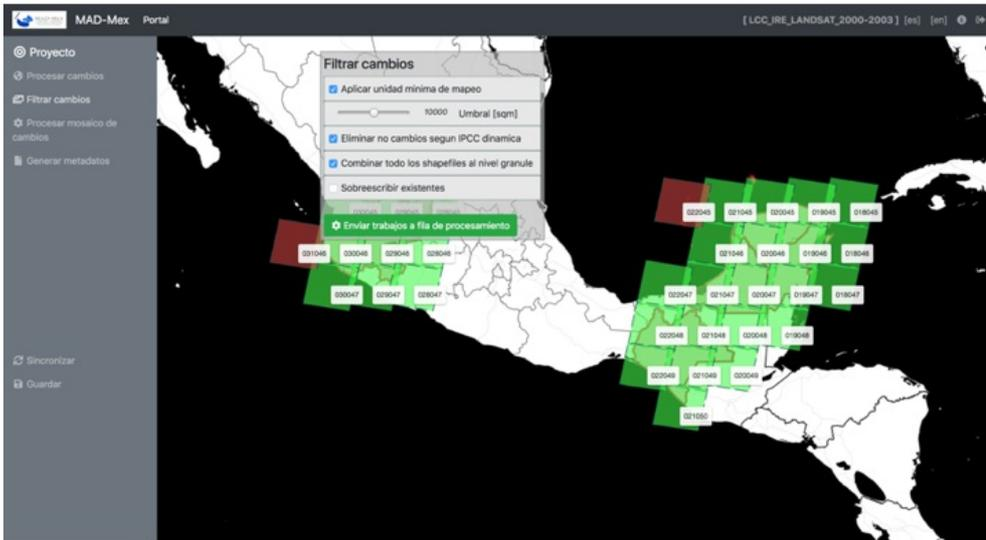 MAD-MEX
MAD-Mex
Portal
[ LCC_IRE_LANDSAT_2000-2003 ] [es] [en]
Proyecto
Procesar cambios
Filtrar cambios
Procesar mosaico de
cambios
Generar metadatos
Sincronizar
Guardar
Filtrar cambios
Aplicar unidad minima de mapeo
10000 Umbral [sqm]
Eliminar no cambios segun IPCC dinamica
Combinar todo los shapefiles al nivel granule
Sobreescribir existentes
Enviar trabajos a fila de procesamiento
031046 030046 029046 028046
030047 029047 028047
022045 021045 020045 019045 018045
021046 020046 019046 018046
022047 021047 020047 019047 018047
022048 021048 020048 019048
022049 021049 020049
021050